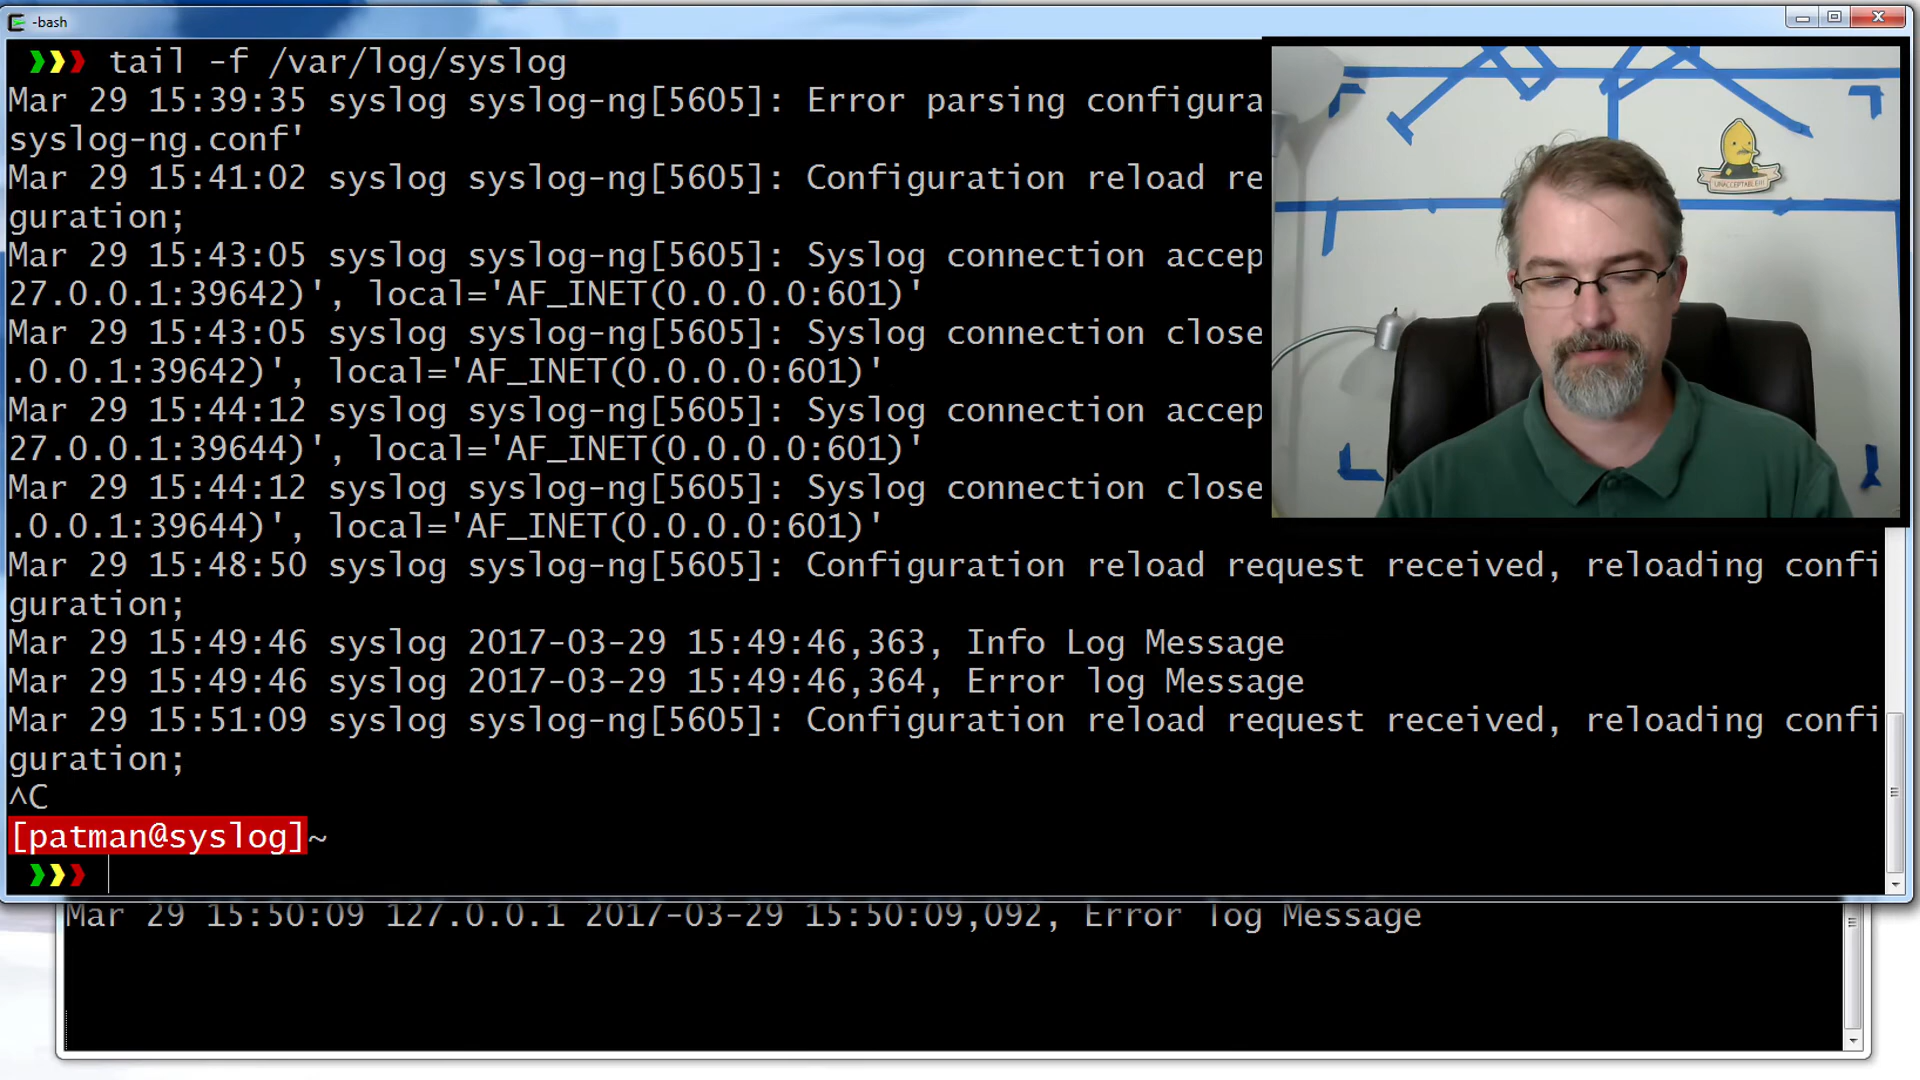 -bash
tail -f /var/log/syslog
Mar 29 15:39:35 syslog syslog-ng[5605]: Error parsing configura
syslog-ng.conf'
Mar 29 15:41:02 syslog syslog-ng[5605]: Configuration reload re
guration;
Mar 29 15:43:05 syslog syslog-ng[5605]: Syslog connection accep
27.0.0.1:39642)', local='AF_INET(0.0.0.0:601)'
Mar 29 15:43:05 syslog syslog-ng[5605]: Syslog connection close
.0.0.1:39642)', local='AF_INET(0.0.0.0:601)'
Mar 29 15:44:12 syslog syslog-ng[5605]: Syslog connection accep
27.0.0.1:39644)', local='AF_INET(0.0.0.0:601)'
Mar 29 15:44:12 syslog syslog-ng[5605]: Syslog connection close
.0.0.1:39644)', local='AF_INET(0.0.0.0:601)'
Mar 29 15:48:50 syslog syslog-ng[5605]: Configuration reload request received, reloading confi
guration;
Mar 29 15:49:46 syslog 2017-03-29 15:49:46,363, Info Log Message
Mar 29 15:49:46 syslog 2017-03-29 15:49:46,364, Error log Message
Mar 29 15:51:09 syslog syslog-ng[5605]: Configuration reload request received, reloading confi
guration;
^C
[patman@syslog]~
Mar 29 15:50:09 127.0.0.1 2017-03-29 15:50:09,092, Error log Message
UNACCEPTABLE!!!